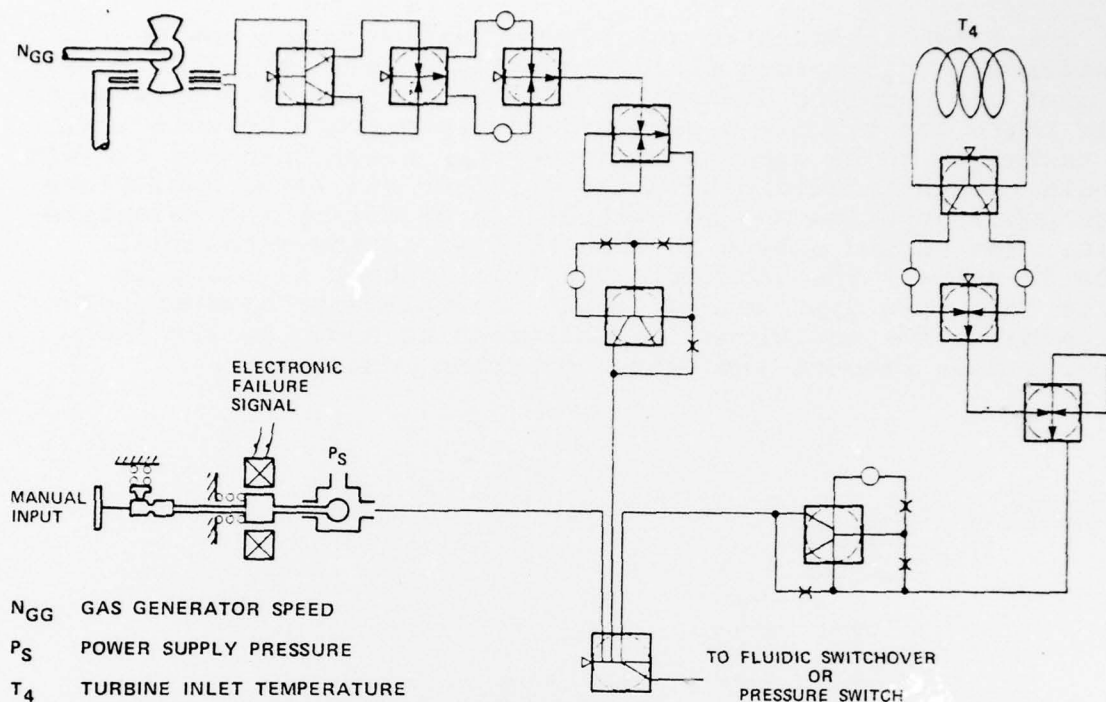 N_GG
T_4
ELECTRONIC
FAILURE
SIGNAL
P_S
MANUAL
INPUT
N_GG GAS GENERATOR SPEED
P_S POWER SUPPLY PRESSURE
T_4 TURBINE INLET TEMPERATURE
TO FLUIDIC SWITCHOVER
OR
PRESSURE SWITCH